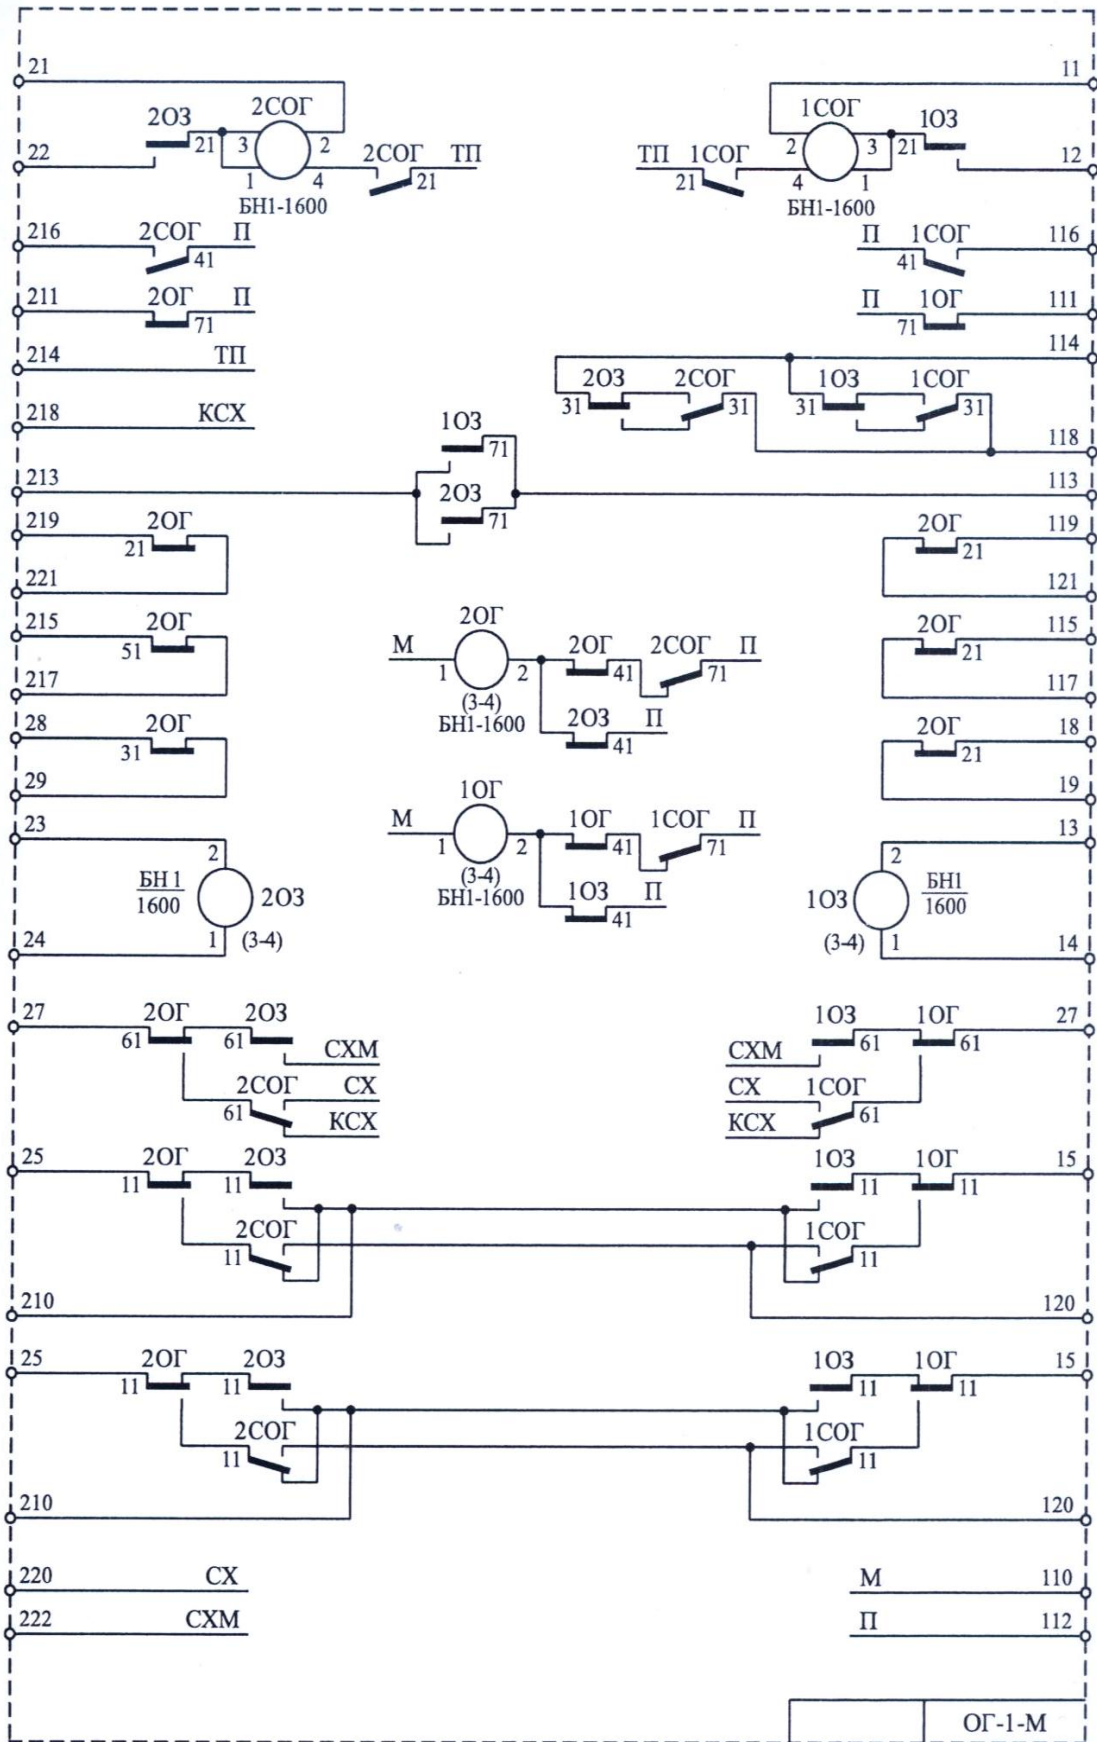 21 11
2ОЗ 2СОГ 1СОГ 1ОЗ
22 21 3 2 2СОГ ТП ТП 1СОГ 2 3 21 12
1 4 21 21 4 1
БН1-1600 БН1-1600
216 2СОГ П П 1СОГ 116
41 41
211 2ОГ П П 1ОГ 111
71 71
214 ТП 114
2ОЗ 2СОГ 1ОЗ 1СОГ
31 31 31 31
218 КСХ 118
1ОЗ
71
213 113
2ОЗ
71
219 2ОГ 2ОГ 119
21 21
221 121
215 2ОГ 2ОГ 115
51 21
2ОГ
М 1 2 2ОГ 2СОГ П
41 71
217 117
(3-4)
БН1-1600
2ОЗ П
41
28 2ОГ 2ОГ 18
31 21
29 19
1ОГ
М 1 2 1ОГ 1СОГ П
41 71
(3-4)
БН1-1600
1ОЗ П
41
23 13
2 2
БН 1
1600
2ОЗ 1ОЗ
БН1
1600
24 1 (3-4) (3-4) 1 14
27 2ОГ 2ОЗ 1ОЗ 1ОГ 27
61 61 СХМ СХМ 61 61
2СОГ СХ СХ 1СОГ
61 КСХ КСХ 61
25 2ОГ 2ОЗ 1ОЗ 1ОГ 15
11 11 11 11
2СОГ 1СОГ
11 11
210 120
25 2ОГ 2ОЗ 1ОЗ 1ОГ 15
11 11 11 11
2СОГ 1СОГ
11 11
210 120
220 СХ М 110
222 СХМ П 112
ОГ-1-М